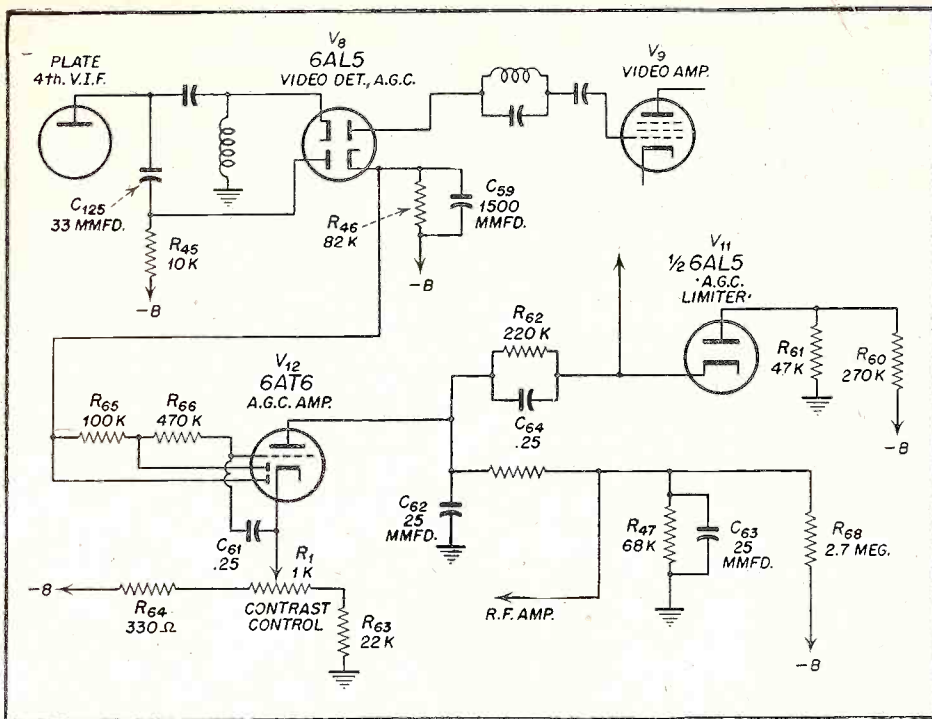 PLATE
4th. V.I.F.
V8
6AL5
VIDEO DET., A.G.C.
V9
VIDEO AMP.
C125
33 MMFD.
R45
10 K
-B
R46
82 K
C59
1500
MMFD.
-B
V11
½ 6AL5
A.G.C.
LIMITER
R62
220 K
C64
.25
R61
47 K
R60
270 K
-B
V12
6AT6
A.G.C. AMP.
R65
100 K
R66
470 K
C61
.25
R1
1 K
-B
R64
330 Ω
CONTRAST
CONTROL
R63
22 K
C62
25
MMFD.
R.F. AMP.
R47
68 K
C63
25
MMFD.
R68
2.7 MEG.
-B